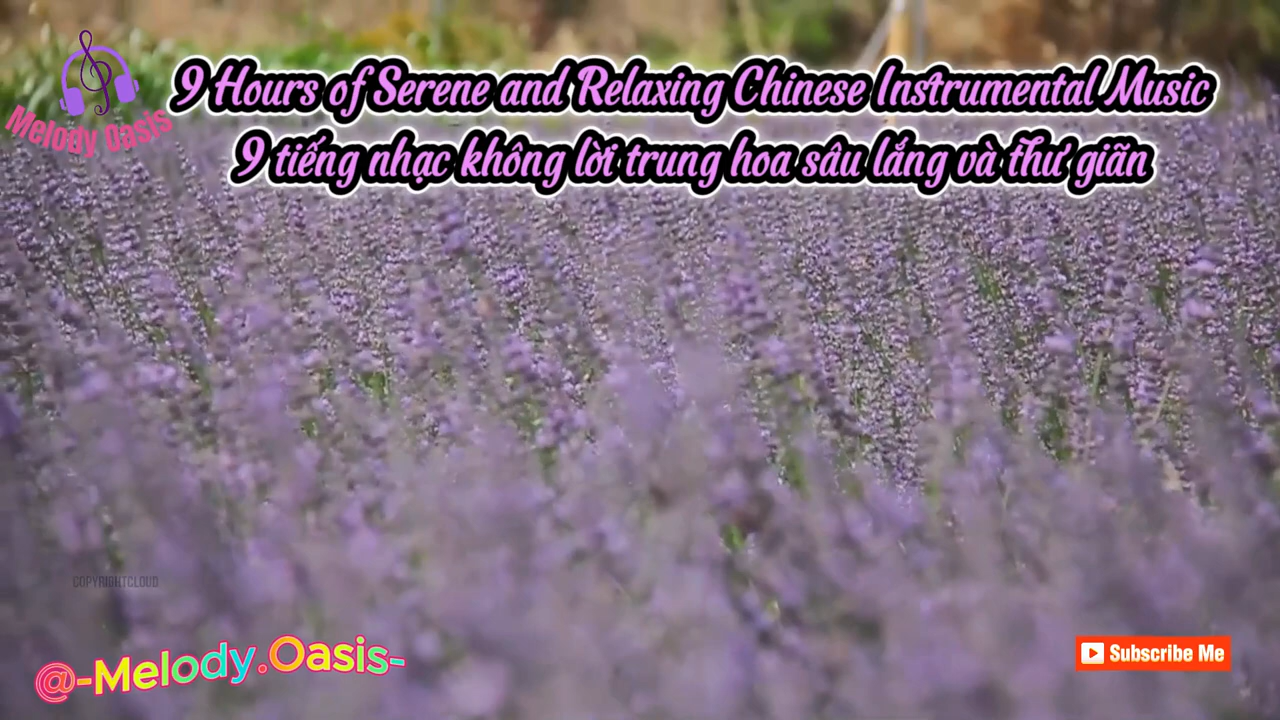 Melody Oasis
9 Hours of Serene and Relaxing Chinese Instrumental Music
9 tiếng nhạc không lời trung hoa sâu lắng và thư giãn
COPYRIGHTCLOUD
@-Melody.Oasis-
Subscribe Me